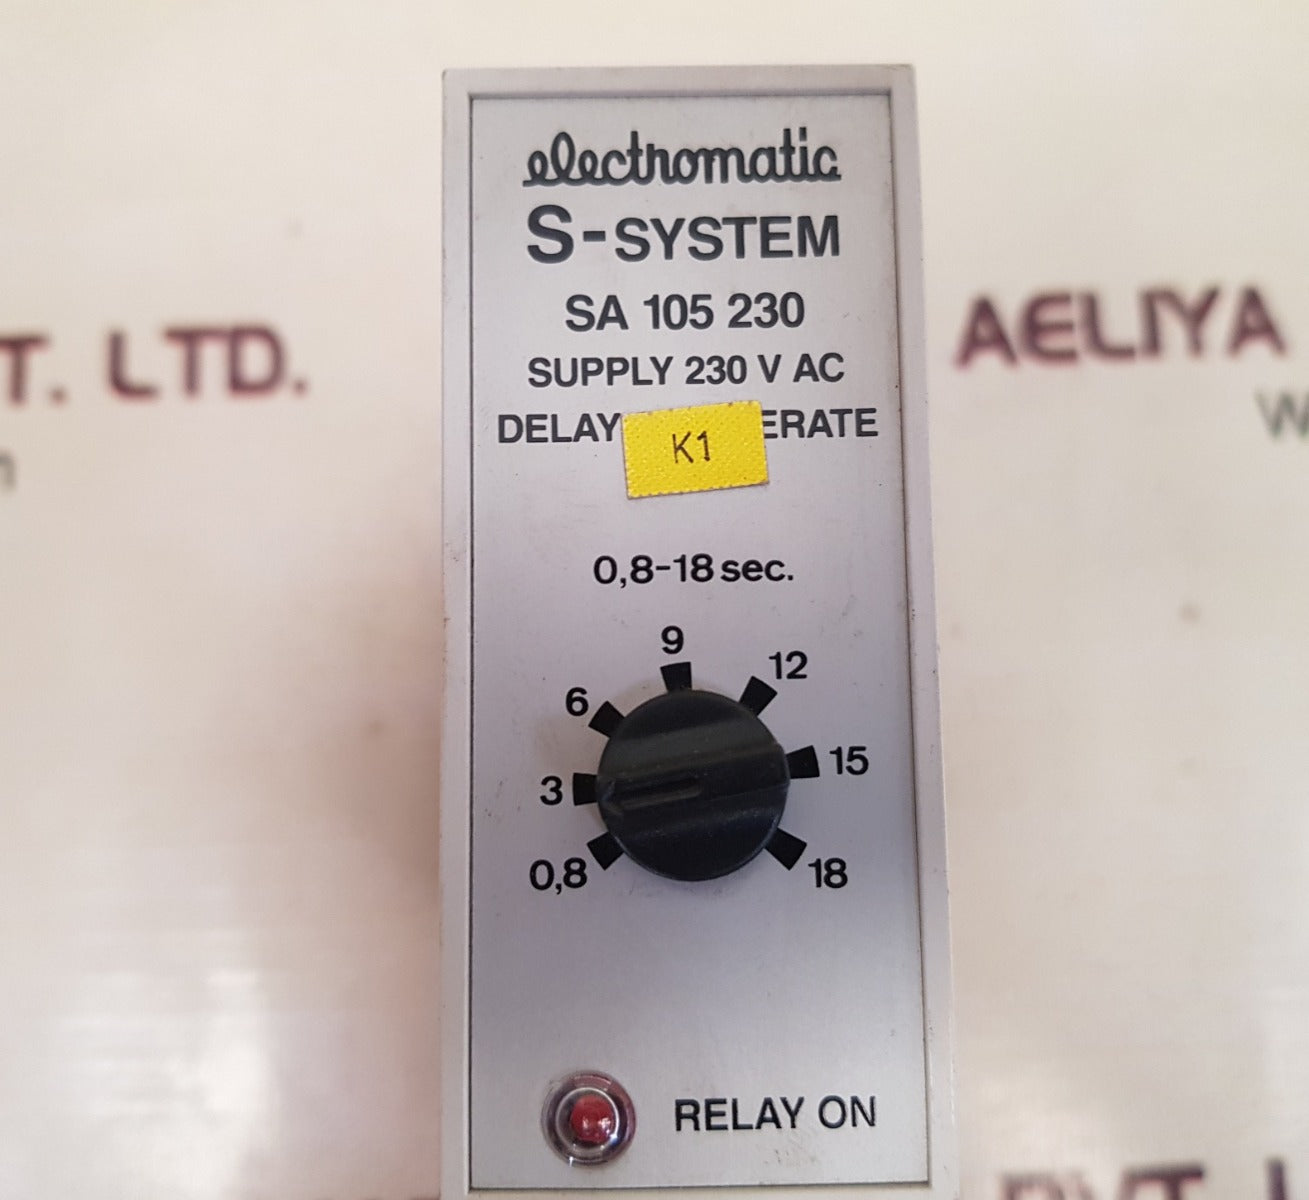 electromatic
S-SYSTEM
SA 105 230
SUPPLY 230 V AC
DELAY ERATE
K1
0,8-18 sec.
9
12
6
15
3
0,8
18
RELAY ON
T. LTD.
AELIYA